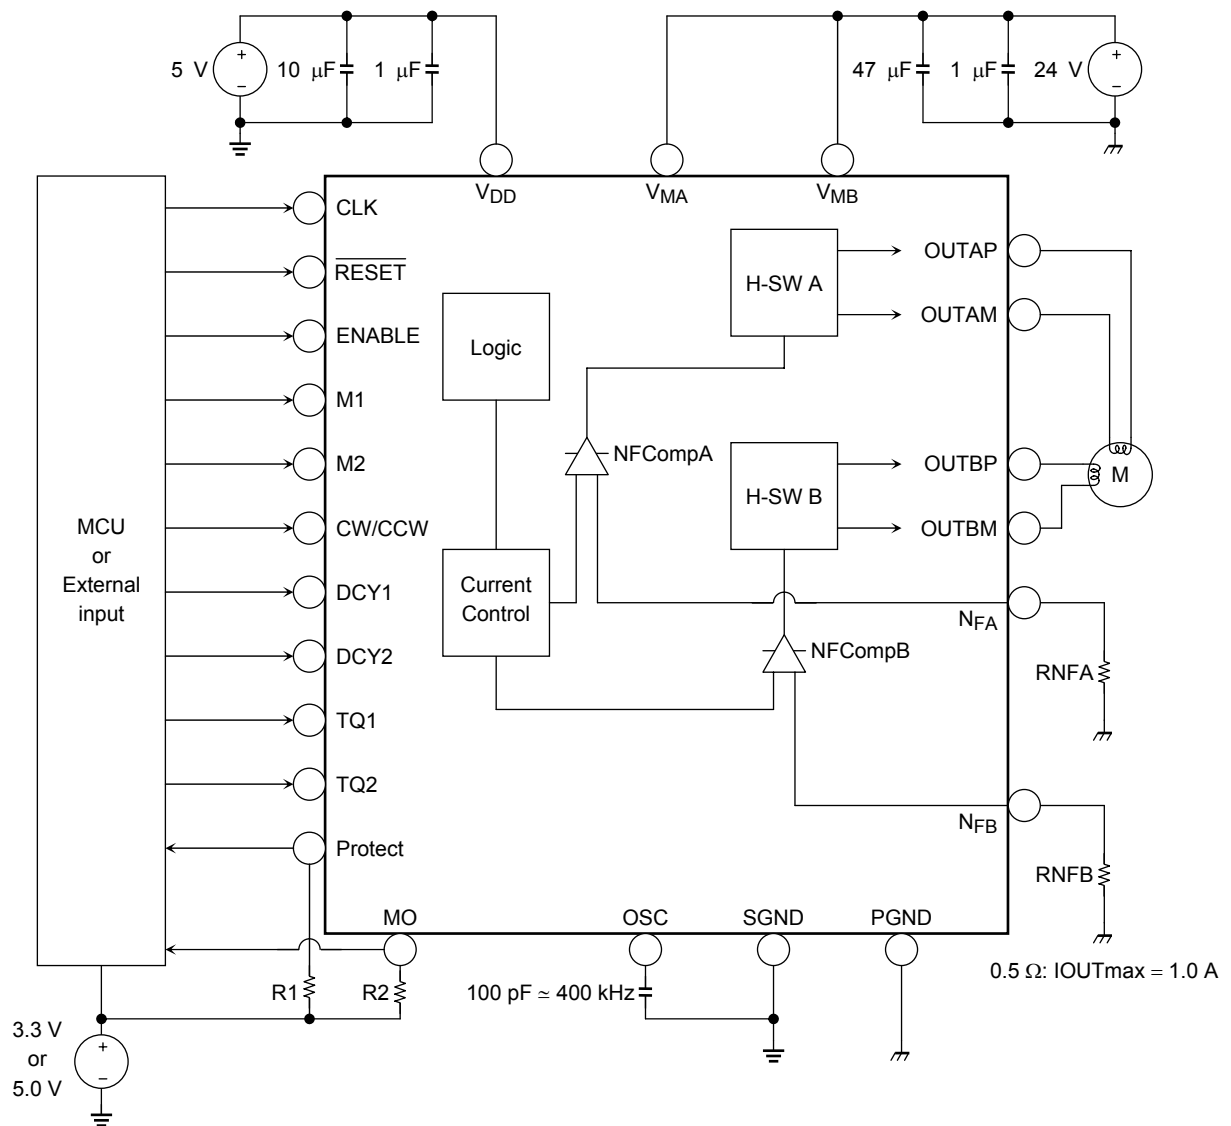 5 V
10 μF
1 μF
47 μF
1 μF
24 V
+
−
+
−
VDD
VMA
VMB
CLK
RESET
ENABLE
M1
M2
CW/CCW
DCY1
DCY2
TQ1
TQ2
Protect
MCU
or
External
input
Logic
Current
Control
H-SW A
H-SW B
NFCompA
NFCompB
OUTAP
OUTAM
OUTBP
OUTBM
M
NFA
RNFA
NFB
RNFB
MO
OSC
SGND
PGND
0.5 Ω: IOUTmax = 1.0 A
R1
R2
100 pF ≃ 400 kHz
3.3 V
or
5.0 V
+
−